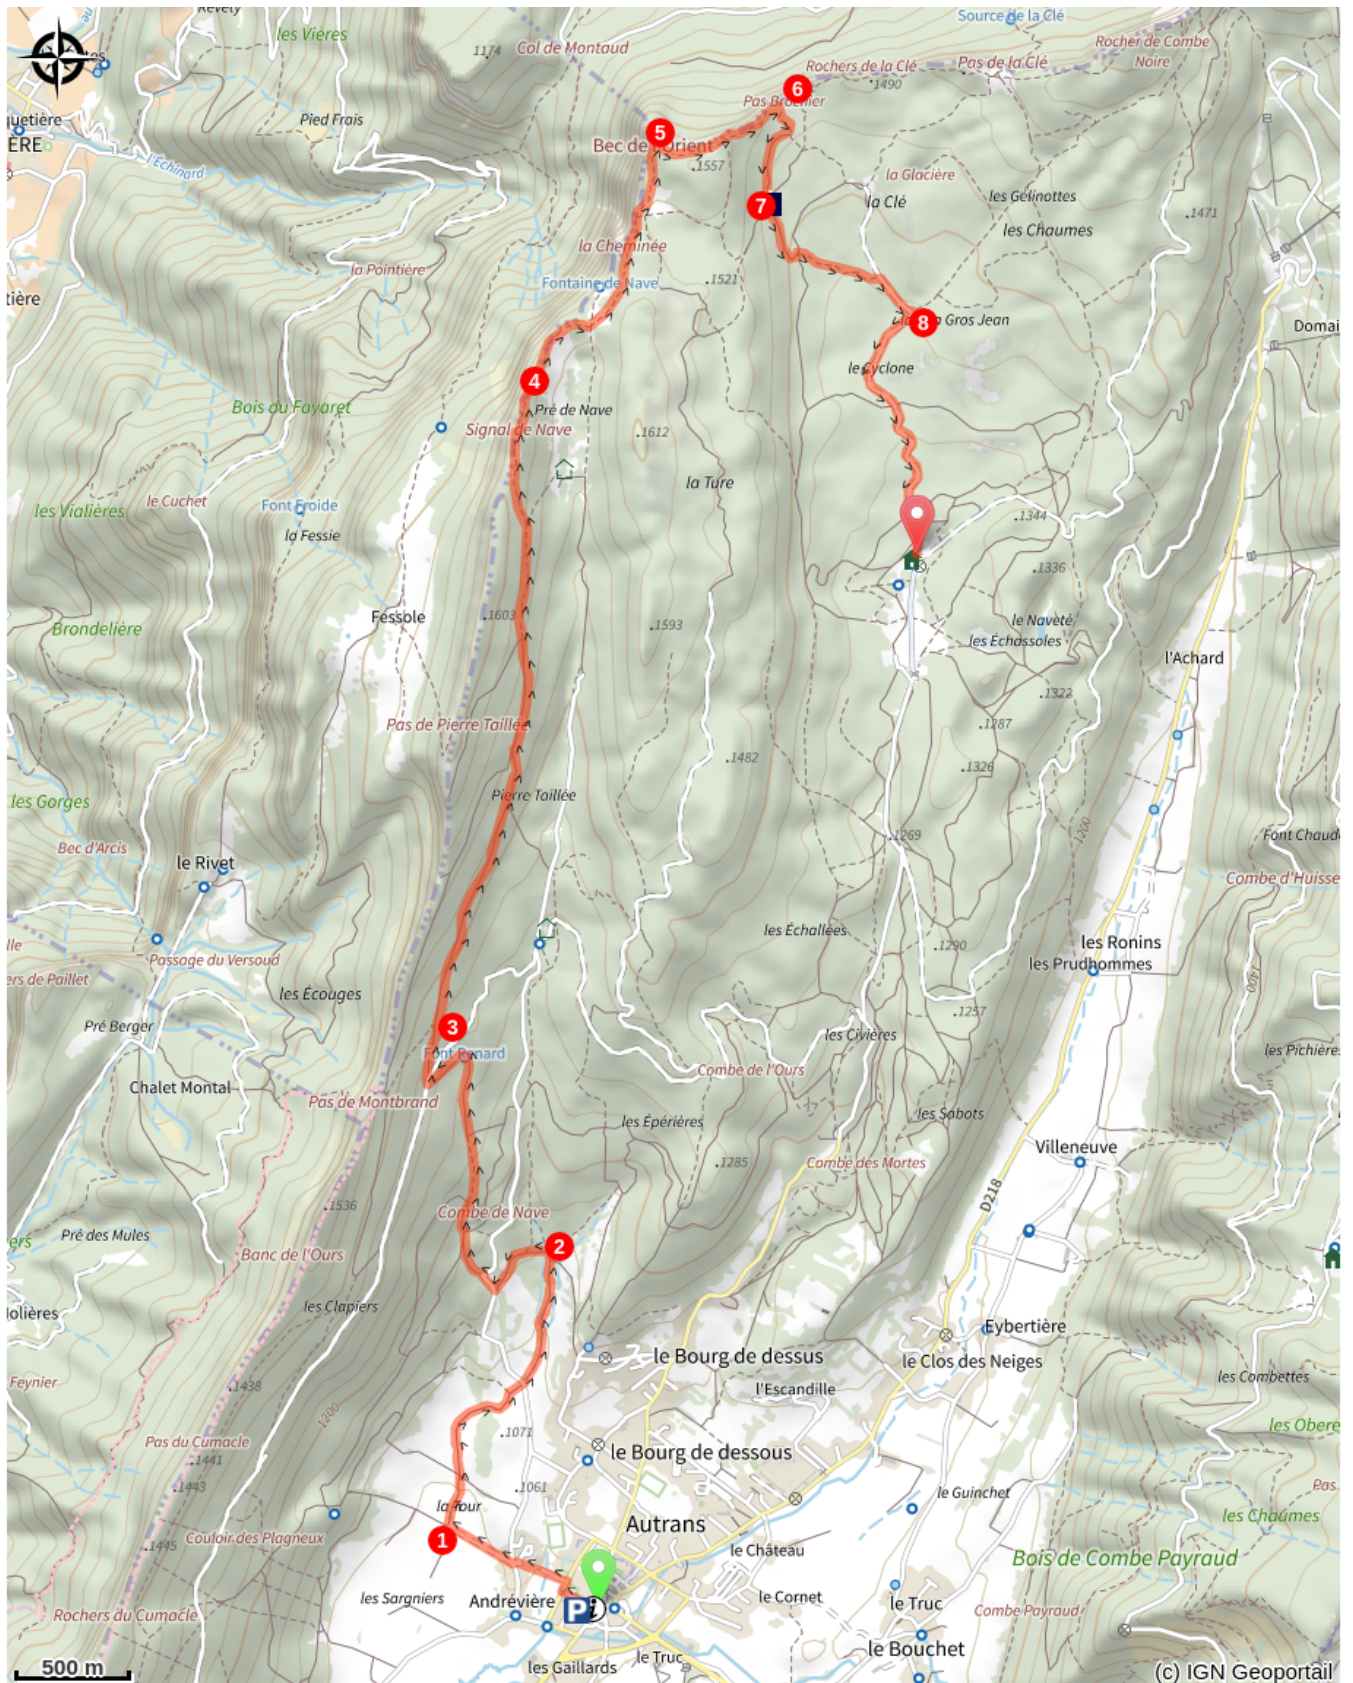 les Vières
Source de la Clé
1174
Col de Montaud
Rocher de Combe
Noire
Rochers de la Clé
Pas de la Clé
.1490
6
Pas Brochier
Pied Frais
ÈRE
l'Échinard
5
Bec de l'Orient
.1557
la Glacière
les Gélinottes
7
la Clé
.1471
les Chaumes
la Cheminée
la Pointière
Fontaine de Nave
.1521
tière
8
Gros Jean
Domai
le Cyclone
4
Pré de Nave
Bois du Fayaret
Signal de Nave
.1612
la Ture
le Cuchet
Font Froide
les Vialières
la Fessie
.1344
.1336
Fessole
.1603
.1593
le Naveté
Brondelière
les Échassoles
l'Achard
.1322
Pas de Pierre Taillée
.1287
.1482
.1326
Pierre Taillée
les Gorges
1200
.1269
Font Chaude
Bec d'Arcis
le Rivet
Combe d'Huisse
les Échallées
.1290
les Ronins
Passage du Versoud
les Prudhommes
ers de Paillet
1400
les Écouges
.1257
Pré Berger
3
les Civières
Font Renard
les Pichière
Combe de l'Ours
Chalet Montal
Pas de Montbrand
les Sabots
les Épérières
Villeneuve
.1285
Combe des Mortes
D218
.1536
Combe de Nave
Pré des Mules
2
Banc de l'Ours
les Clapiers
olières
Eybertière
le Bourg de dessus
le Clos des Neiges
Feynier
les Combettes
.1438
l'Escandille
1200
les Obere
.1071
Pas du Cumacle
le Bourg de dessous
.1441
Pas
.1443
.1061
le Guinchet
la Tour
les Chaumes
Autrans
Couloir des Plagneux
1
.1445
le Château
Bois de Combe Payraud
les Sargniers
Andrévière
le Cornet
le Truc
P i
Rochers du Cumacle
Combe Payraud
le Bouchet
le Truc
les Gaillards
500 m
(c) IGN Geoportail